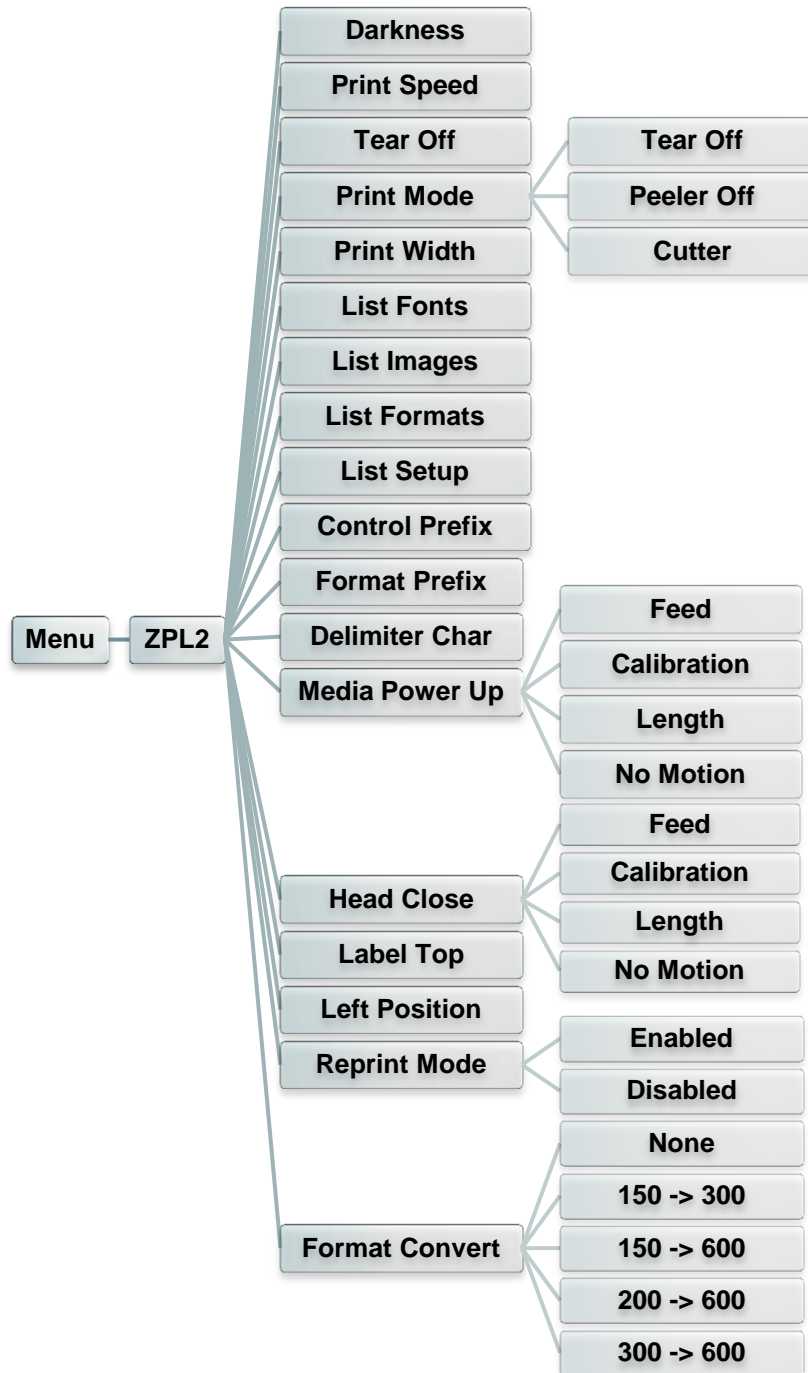 Menu
ZPL2
Darkness
Print Speed
Tear Off
Print Mode
Tear Off
Peeler Off
Cutter
Print Width
List Fonts
List Images
List Formats
List Setup
Control Prefix
Format Prefix
Delimiter Char
Media Power Up
Feed
Calibration
Length
No Motion
Head Close
Feed
Calibration
Length
No Motion
Label Top
Left Position
Reprint Mode
Enabled
Disabled
Format Convert
None
150 -> 300
150 -> 600
200 -> 600
300 -> 600